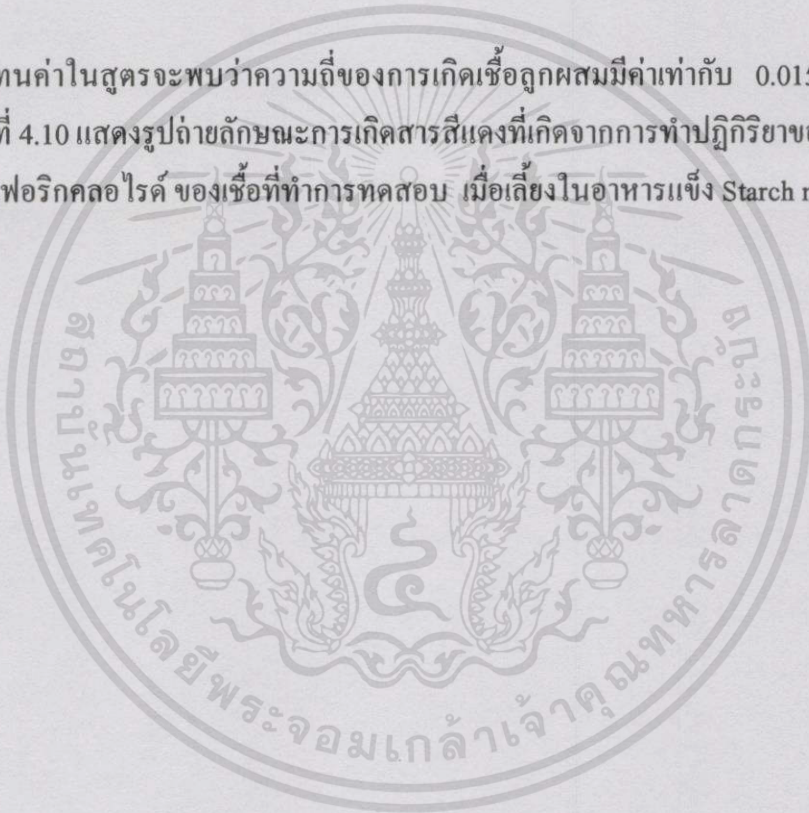 ทนค่าในสูตรจะพบว่าความถี่ของการเกิดเชื้อลูกผสมมีค่าเท่ากับ 0.015
ที่ 4.10 แสดงรูปถ่ายลักษณะการเกิดสารสีแดงที่เกิดจากการทำปฏิกิริยาข
ฟอริกคลอไรด์ ของเชื้อที่ทำการทดสอบ เมื่อเลี้ยงในอาหารแข็ง Starch
สถาบันเทคโนโลยีพระจอมเกล้าเจ้าคุณทหารลาดกระบัง